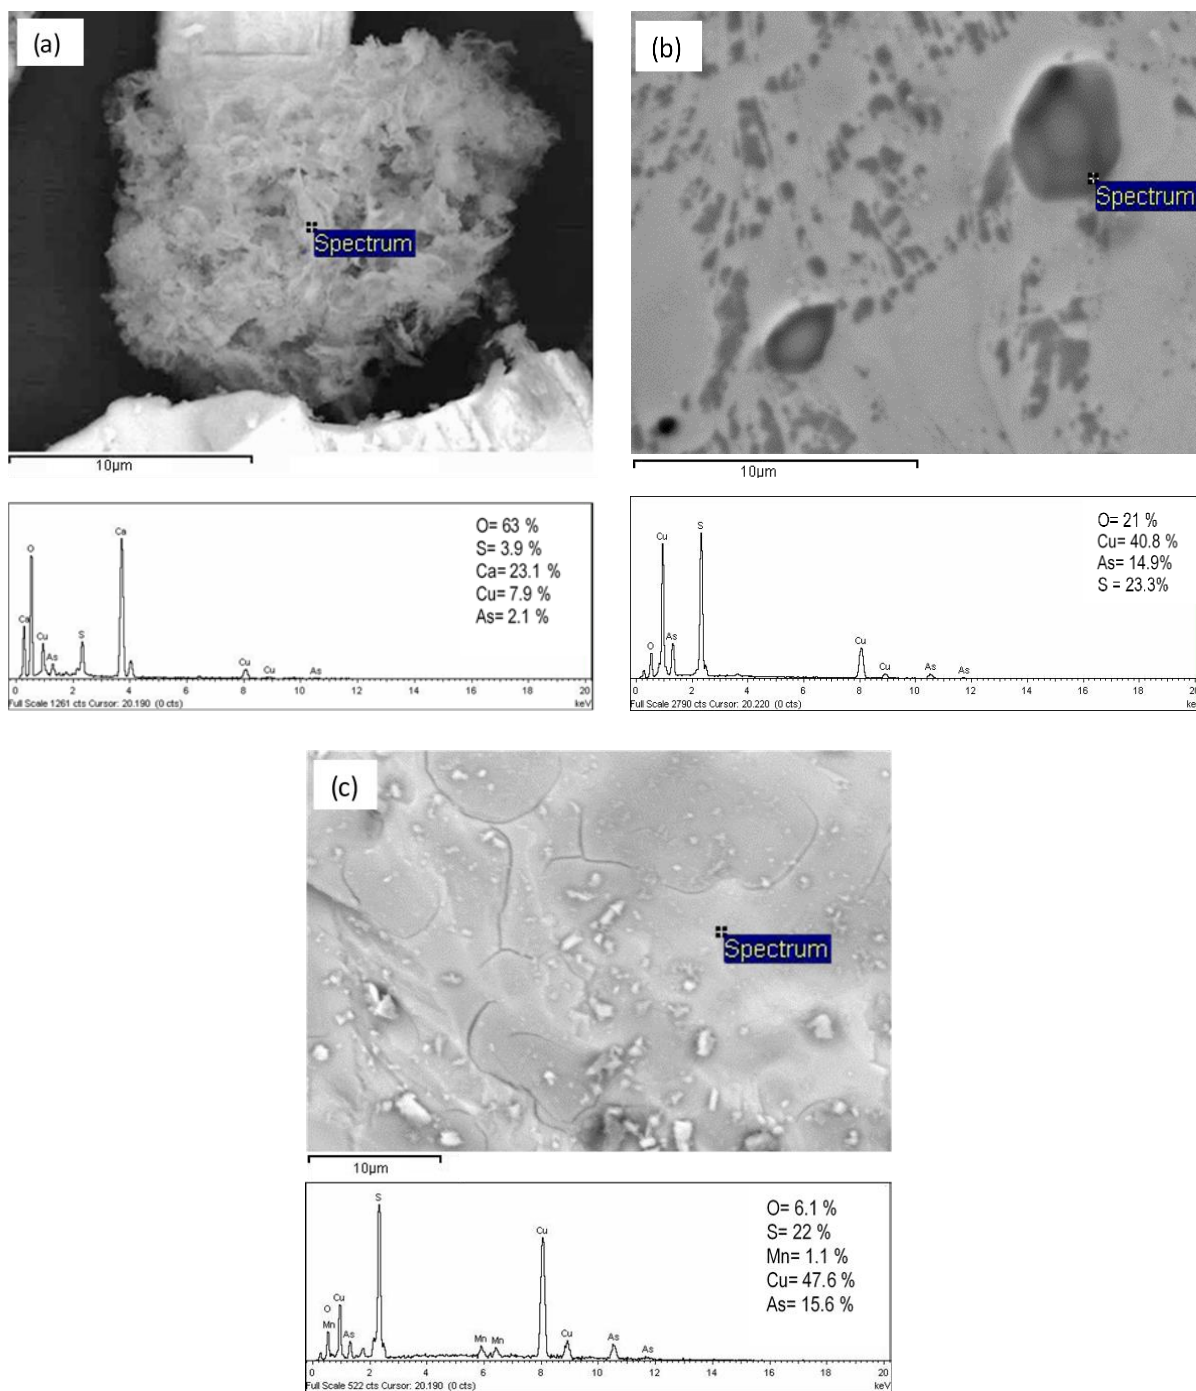 (a)
Spectrum
10µm
O= 63 %
S= 3.9 %
Ca= 23.1 %
Cu= 7.9 %
As= 2.1 %
Ca
O
Ca
Cu
As
S
Cu
Cu
As
0 2 4 6 8 10 12 14 16 18 20
Full Scale 1261 cts Cursor: 20.190 (0 cts)
keV
(b)
Spectrum
10µm
O= 21 %
Cu= 40.8 %
As= 14.9%
S = 23.3%
S
Cu
O
As
Cu
Cu
As
As
0 2 4 6 8 10 12 14 16 18 20
Full Scale 2790 cts Cursor: 20.220 (0 cts)
keV
(c)
Spectrum
10µm
O= 6.1 %
S= 22 %
Mn= 1.1 %
Cu= 47.6 %
As= 15.6 %
S
Cu
Cu
O
Mn
As
Mn
Mn
Cu
As
As
0 2 4 6 8 10 12 14 16 18 20
Full Scale 522 cts Cursor: 20.190 (0 cts)
keV